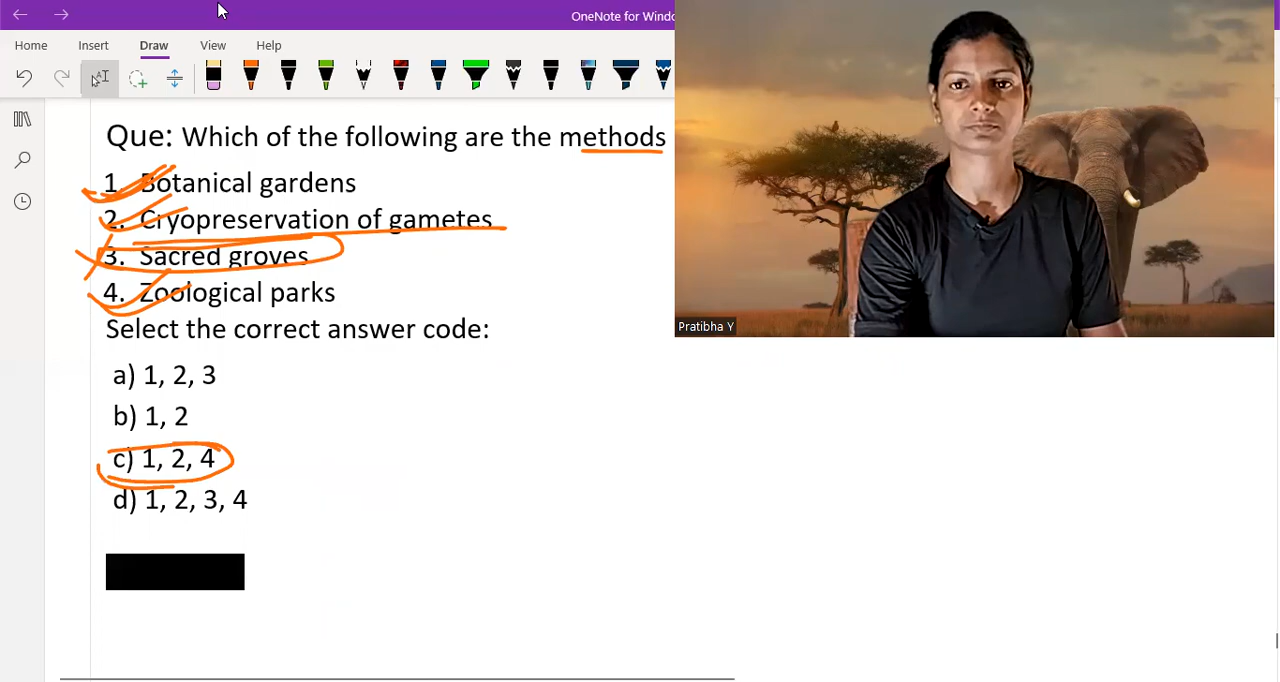 OneNote for Windo
Home Insert Draw View Help
Que: Which of the following are the methods
1. Botanical gardens
2. Cryopreservation of gametes
3. Sacred groves
4. Zoological parks
Select the correct answer code:
a) 1, 2, 3
b) 1, 2
c) 1, 2, 4
d) 1, 2, 3, 4
Pratibha Y